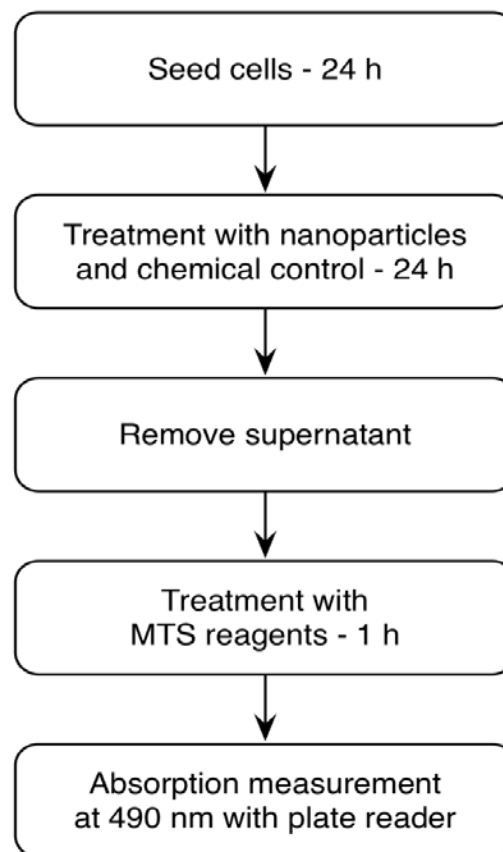 Seed cells - 24 h
Treatment with nanoparticles
and chemical control - 24 h
Remove supernatant
Treatment with
MTS reagents - 1 h
Absorption measurement
at 490 nm with plate reader